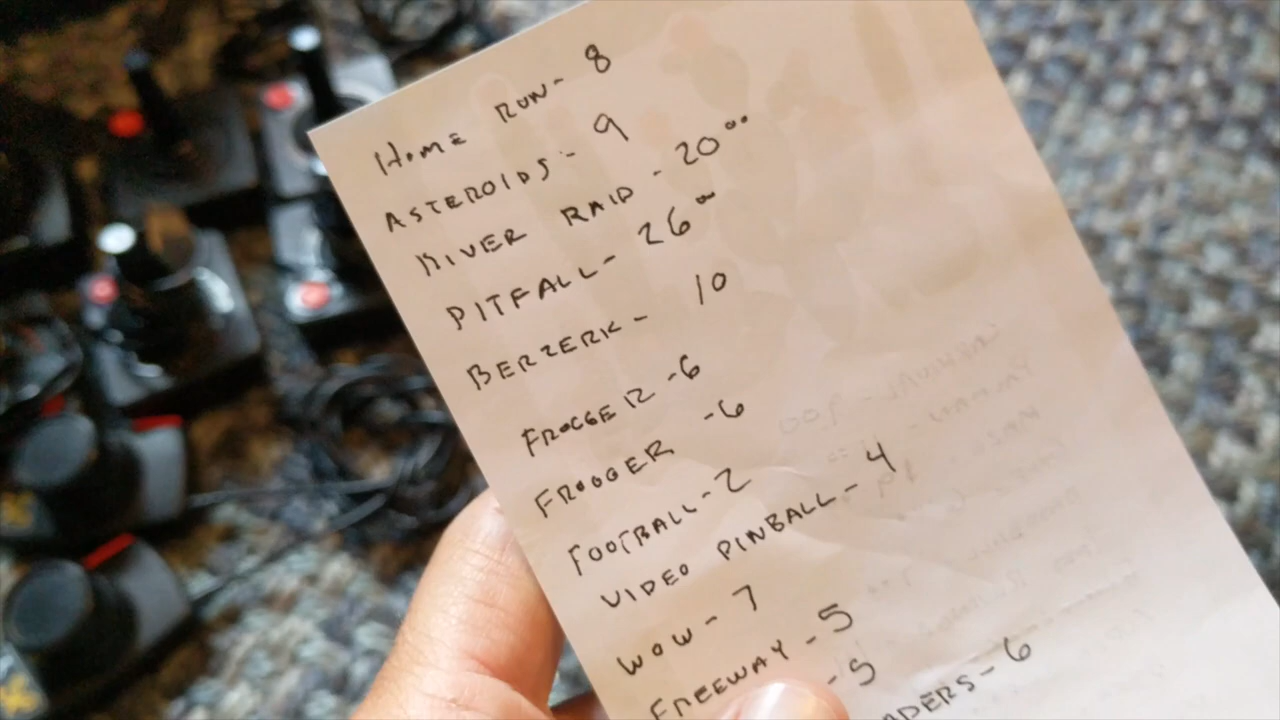 Home RUN- 8
ASTEROIDS- 9
RIVER RAID - 20⁰⁰
PITFALL- 26⁰⁰
BERZERK- 10
FROGGER -6
FROGGER -6
FOOTBALL-2
VIDEO PINBALL- 4
WOW- 7
FREEWAY -5
-5
ADERS-6